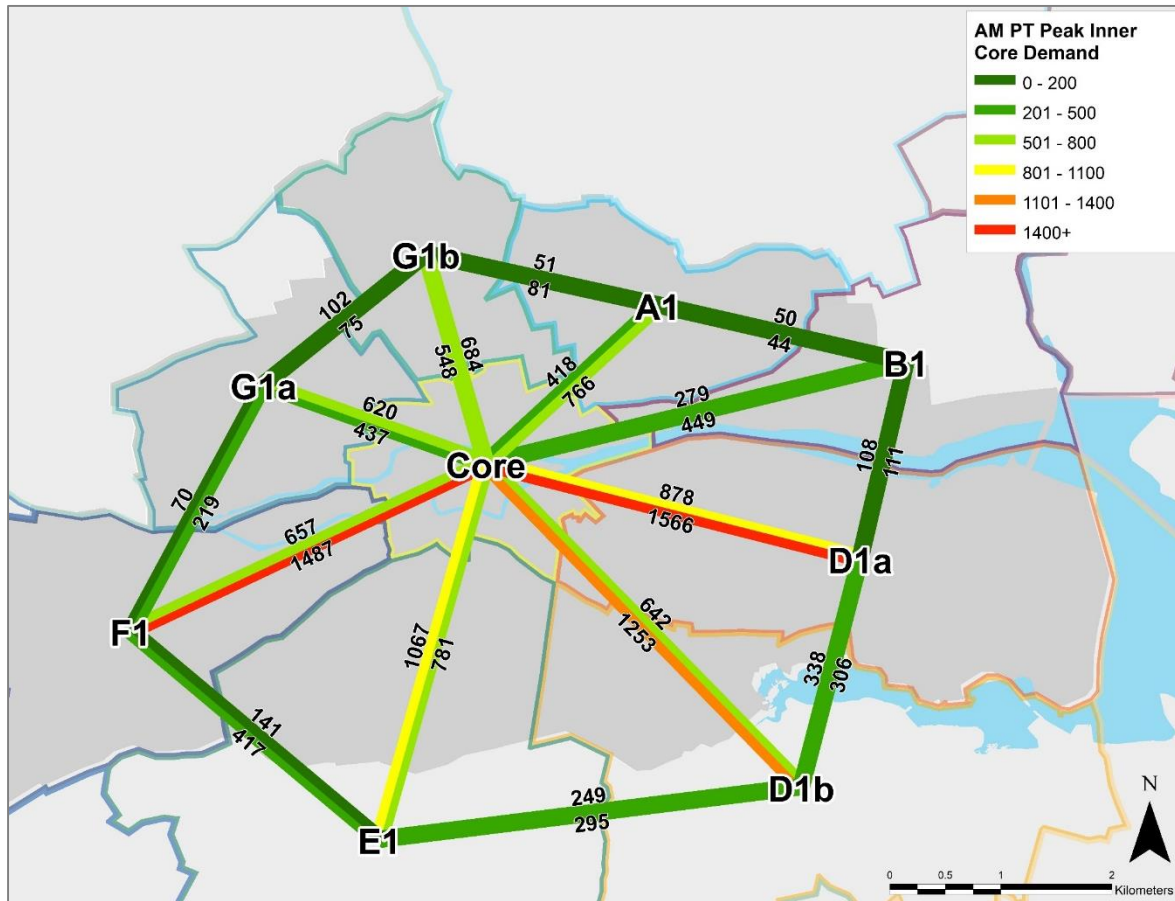 AM PT Peak Inner
Core Demand
0 - 200
201 - 500
501 - 800
801 - 1100
1101 - 1400
1400+
G1b
51
81
A1
102
75
50
44
B1
684
548
418
766
G1a
279
449
620
437
Core
108
111
70
219
878
1566
657
1487
D1a
F1
642
1253
1067
781
338
306
141
417
D1b
249
295
E1
N
0 0.5 1 2
Kilometers